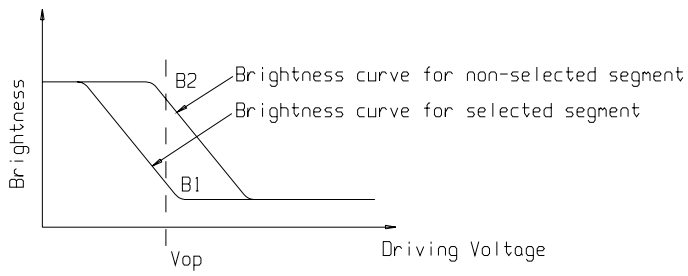 Brightness
B2
Brightness curve for non-selected segment
Brightness curve for selected segment
B1
Vop
Driving Voltage